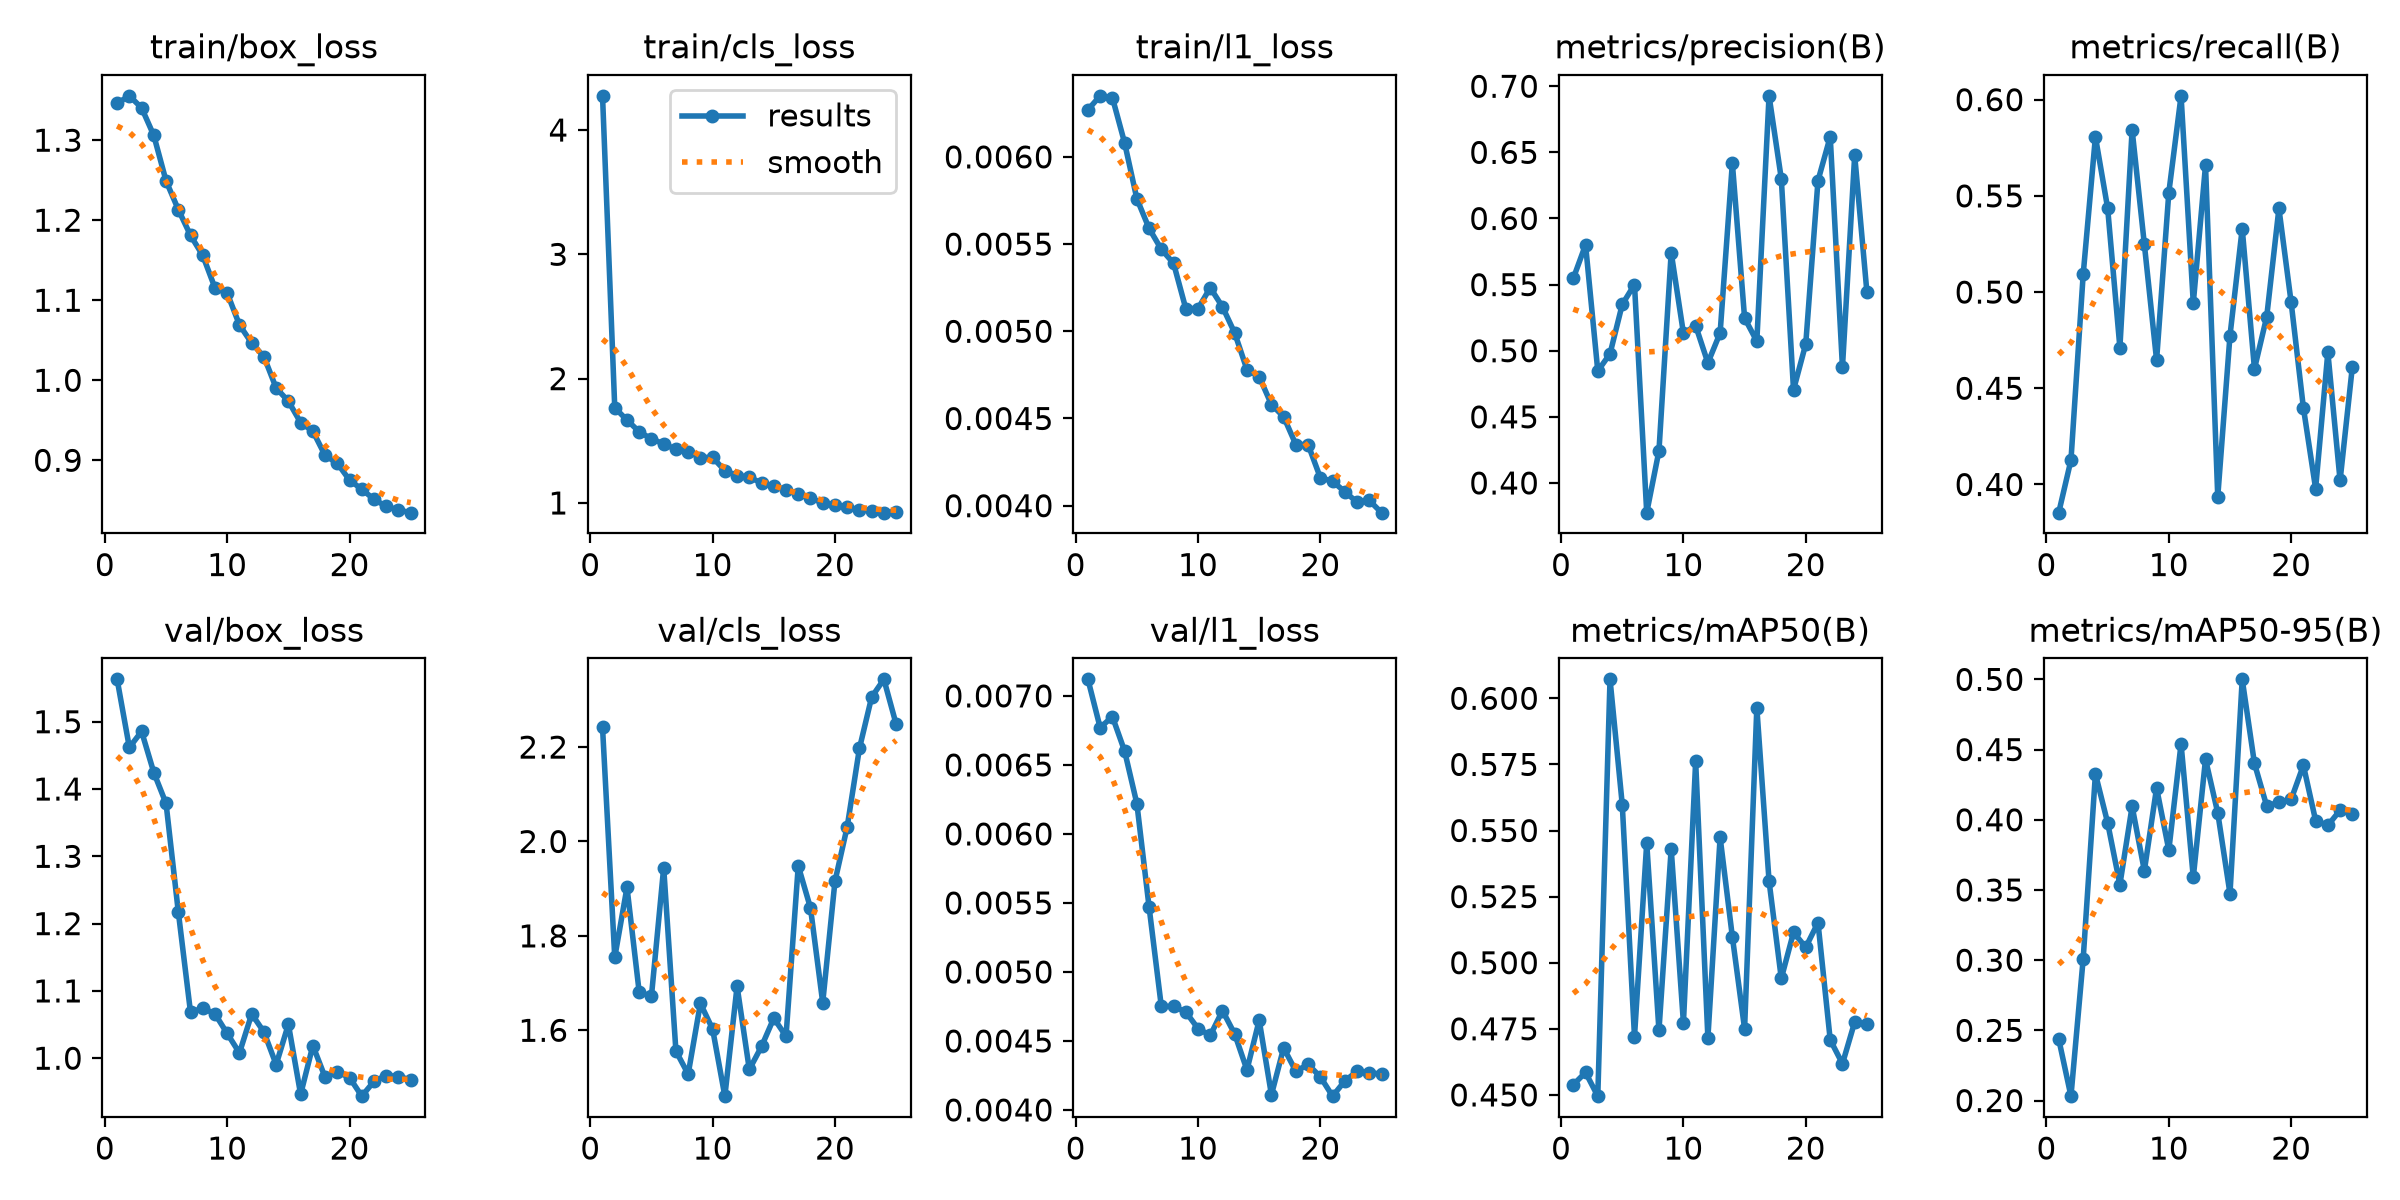 train/box_loss
1.3
1.2
1.1
1.0
0.9
0 10 20
train/cls_loss
results
smooth
4
3
2
1
0 10 20
train/l1_loss
0.0060
0.0055
0.0050
0.0045
0.0040
0 10 20
metrics/precision(B)
0.70
0.65
0.60
0.55
0.50
0.45
0.40
0 10 20
metrics/recall(B)
0.60
0.55
0.50
0.45
0.40
0 10 20
val/box_loss
1.5
1.4
1.3
1.2
1.1
1.0
0 10 20
val/cls_loss
2.2
2.0
1.8
1.6
0 10 20
val/l1_loss
0.0070
0.0065
0.0060
0.0055
0.0050
0.0045
0.0040
0 10 20
metrics/mAP50(B)
0.600
0.575
0.550
0.525
0.500
0.475
0.450
0 10 20
metrics/mAP50-95(B)
0.50
0.45
0.40
0.35
0.30
0.25
0.20
0 10 20